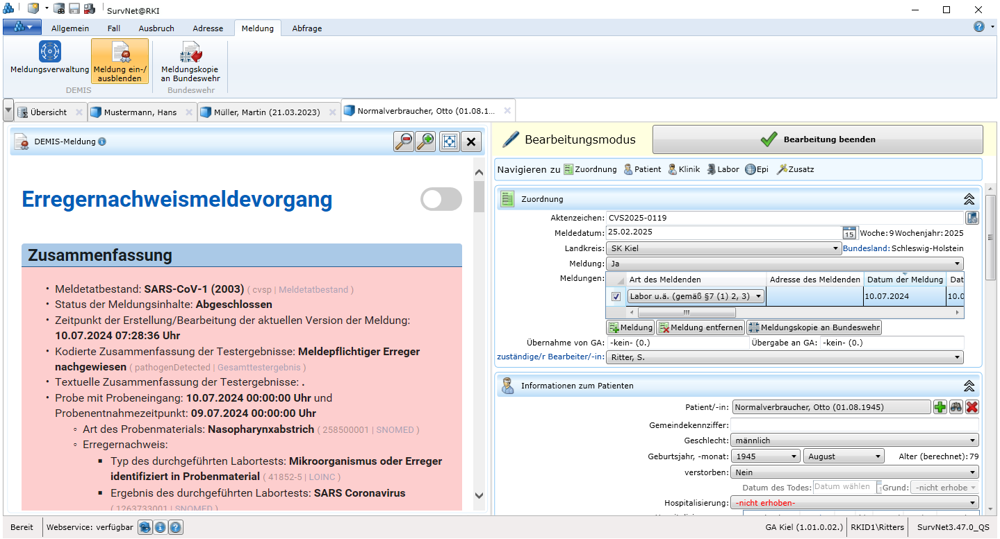 SurvNet@RKI
Allgemein Fall Ausbruch Adresse Meldung Abfrage
Meldungsverwaltung
Meldung ein-/
ausblenden
Meldungskopie
an Bundeswehr
DEMIS Bundeswehr
Übersicht Mustermann, Hans Müller, Martin (21.03.2023) Normalverbraucher, Otto (01.08.1...
DEMIS-Meldung
Erregernachweismeldevorgang
Zusammenfassung
• Meldetatbestand: SARS-CoV-1 (2003) ( cvsp | Meldetatbestand )
• Status der Meldungsinhalte: Abgeschlossen
• Zeitpunkt der Erstellung/Bearbeitung der aktuellen Version der Meldung:
10.07.2024 07:28:36 Uhr
• Kodierte Zusammenfassung der Testergebnisse: Meldepflichtiger Erreger
nachgewiesen ( pathogenDetected | Gesamttestergebnis )
• Textuelle Zusammenfassung der Testergebnisse: .
• Probe mit Probeneingang: 10.07.2024 00:00:00 Uhr und
Probenentnahmezeitpunkt: 09.07.2024 00:00:00 Uhr
◦ Art des Probenmaterials: Nasopharynxabstrich ( 258500001 | SNOMED )
◦ Erregernachweis:
▪ Typ des durchgeführten Labortests: Mikroorganismus oder Erreger
identifiziert in Probenmaterial ( 41852-5 | LOINC )
▪ Ergebnis des durchgeführten Labortests: SARS Coronavirus
( 1263733001 | SNOMED )
Bearbeitungsmodus Bearbeitung beenden
Navigieren zu Zuordnung Patient Klinik Labor Epi Zusatz
Zuordnung
Aktenzeichen: CVS2025-0119
Meldedatum: 25.02.2025 15 Woche: 9 Wochenjahr: 2025
Landkreis: SK Kiel Bundesland: Schleswig-Holstein
Meldung: Ja
Meldungen: Art des Meldenden Adresse des Meldenden Datum der Meldung Dat
Labor u.ä. (gemäß §7 (1) 2, 3) 10.07.2024 10.0
Meldung Meldung entfernen Meldungskopie an Bundeswehr
Übernahme von GA: -kein- (0.) Übergabe an GA: -kein- (0.)
zuständige/r Bearbeiter/-in: Ritter, S.
Informationen zum Patienten
Patient/-in: Normalverbraucher, Otto (01.08.1945)
Gemeindekennziffer:
Geschlecht: männlich
Geburtsjahr, -monat: 1945 August Alter (berechnet): 79
verstorben: Nein
Datum des Todes: Datum wählen Grund: -nicht erhobe
Hospitalisierung: -nicht erhoben-
Bereit Webservice: verfügbar GA Kiel (1.01.0.02.) RKID1\Ritters SurvNet3.47.0_QS